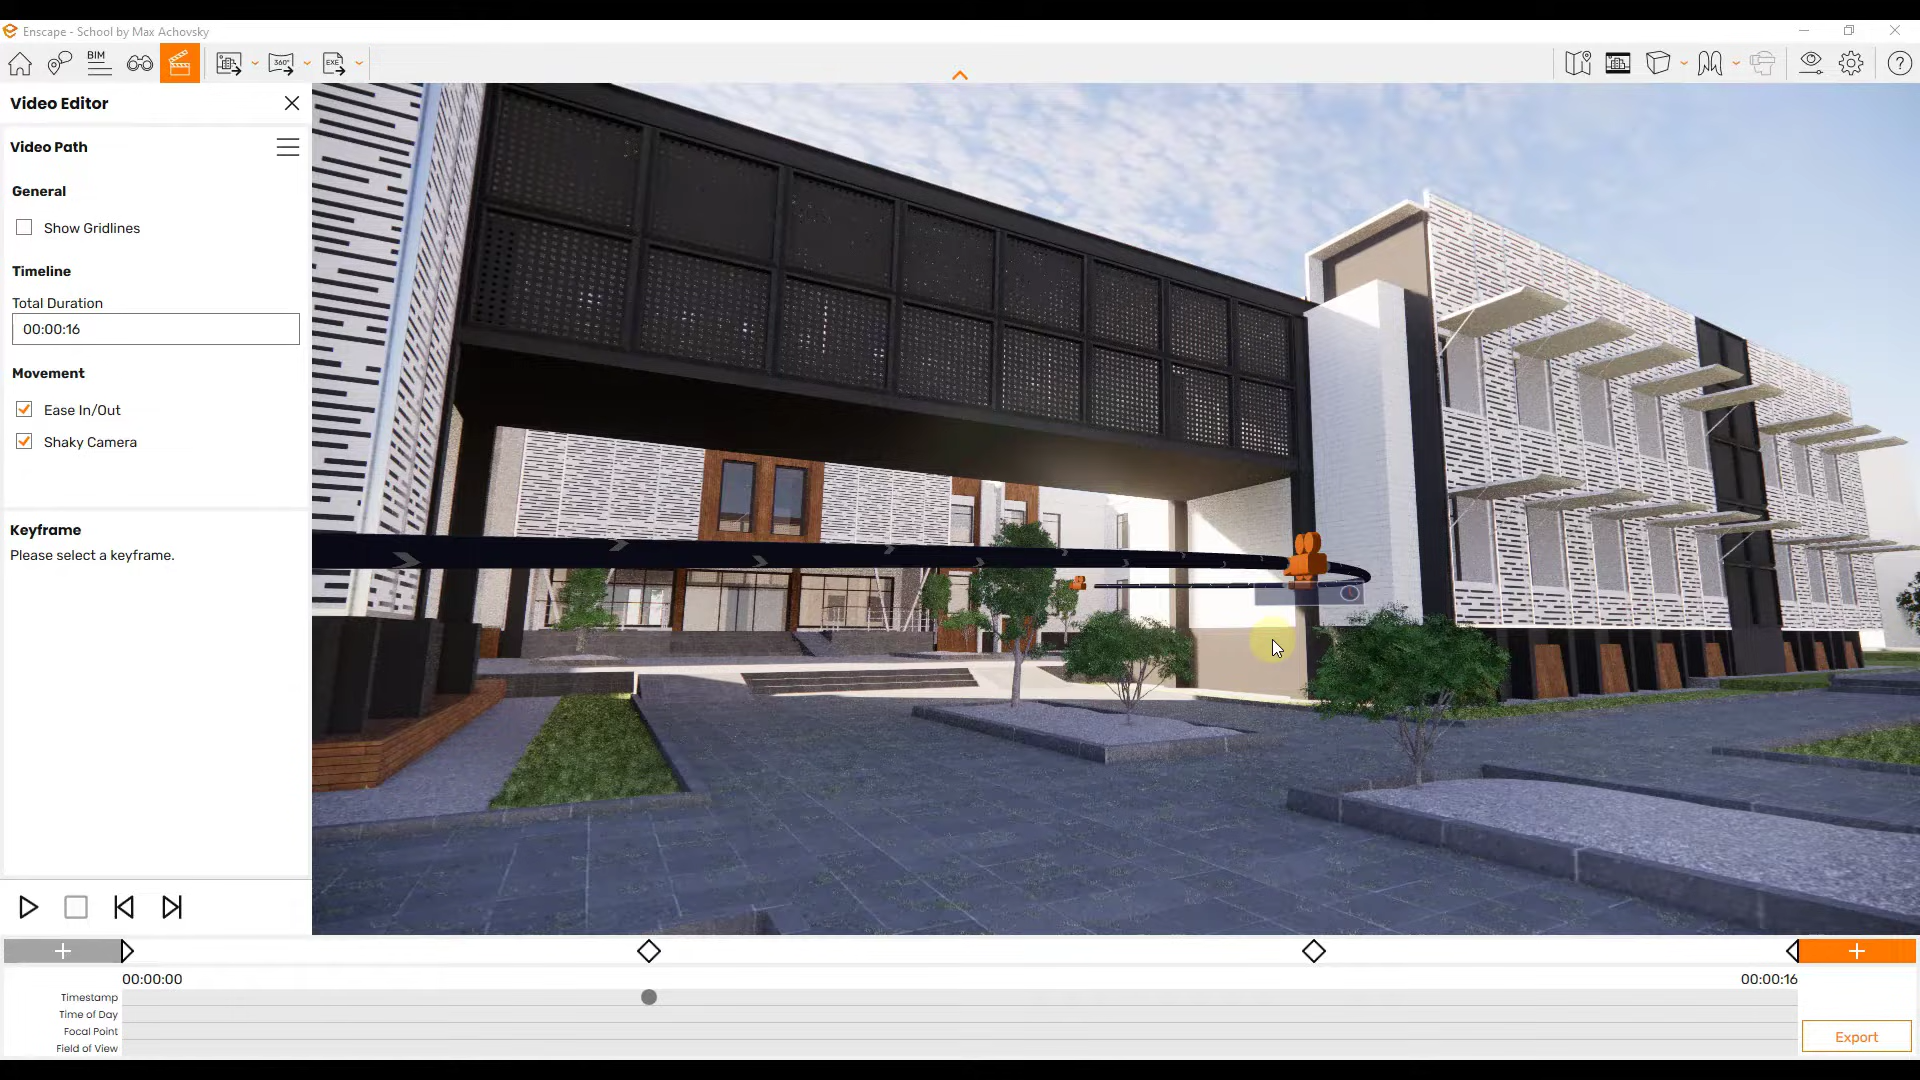 Enscape - School by Max Achovsky
BIM
360°
EXE
?
Video Editor
Video Path
General
Show Gridlines
Timeline
Total Duration
00:00:16
Movement
Ease In/Out
Shaky Camera
Keyframe
Please select a keyframe.
00:00:00
00:00:16
Timestamp
Time of Day
Focal Point
Field of View
Export